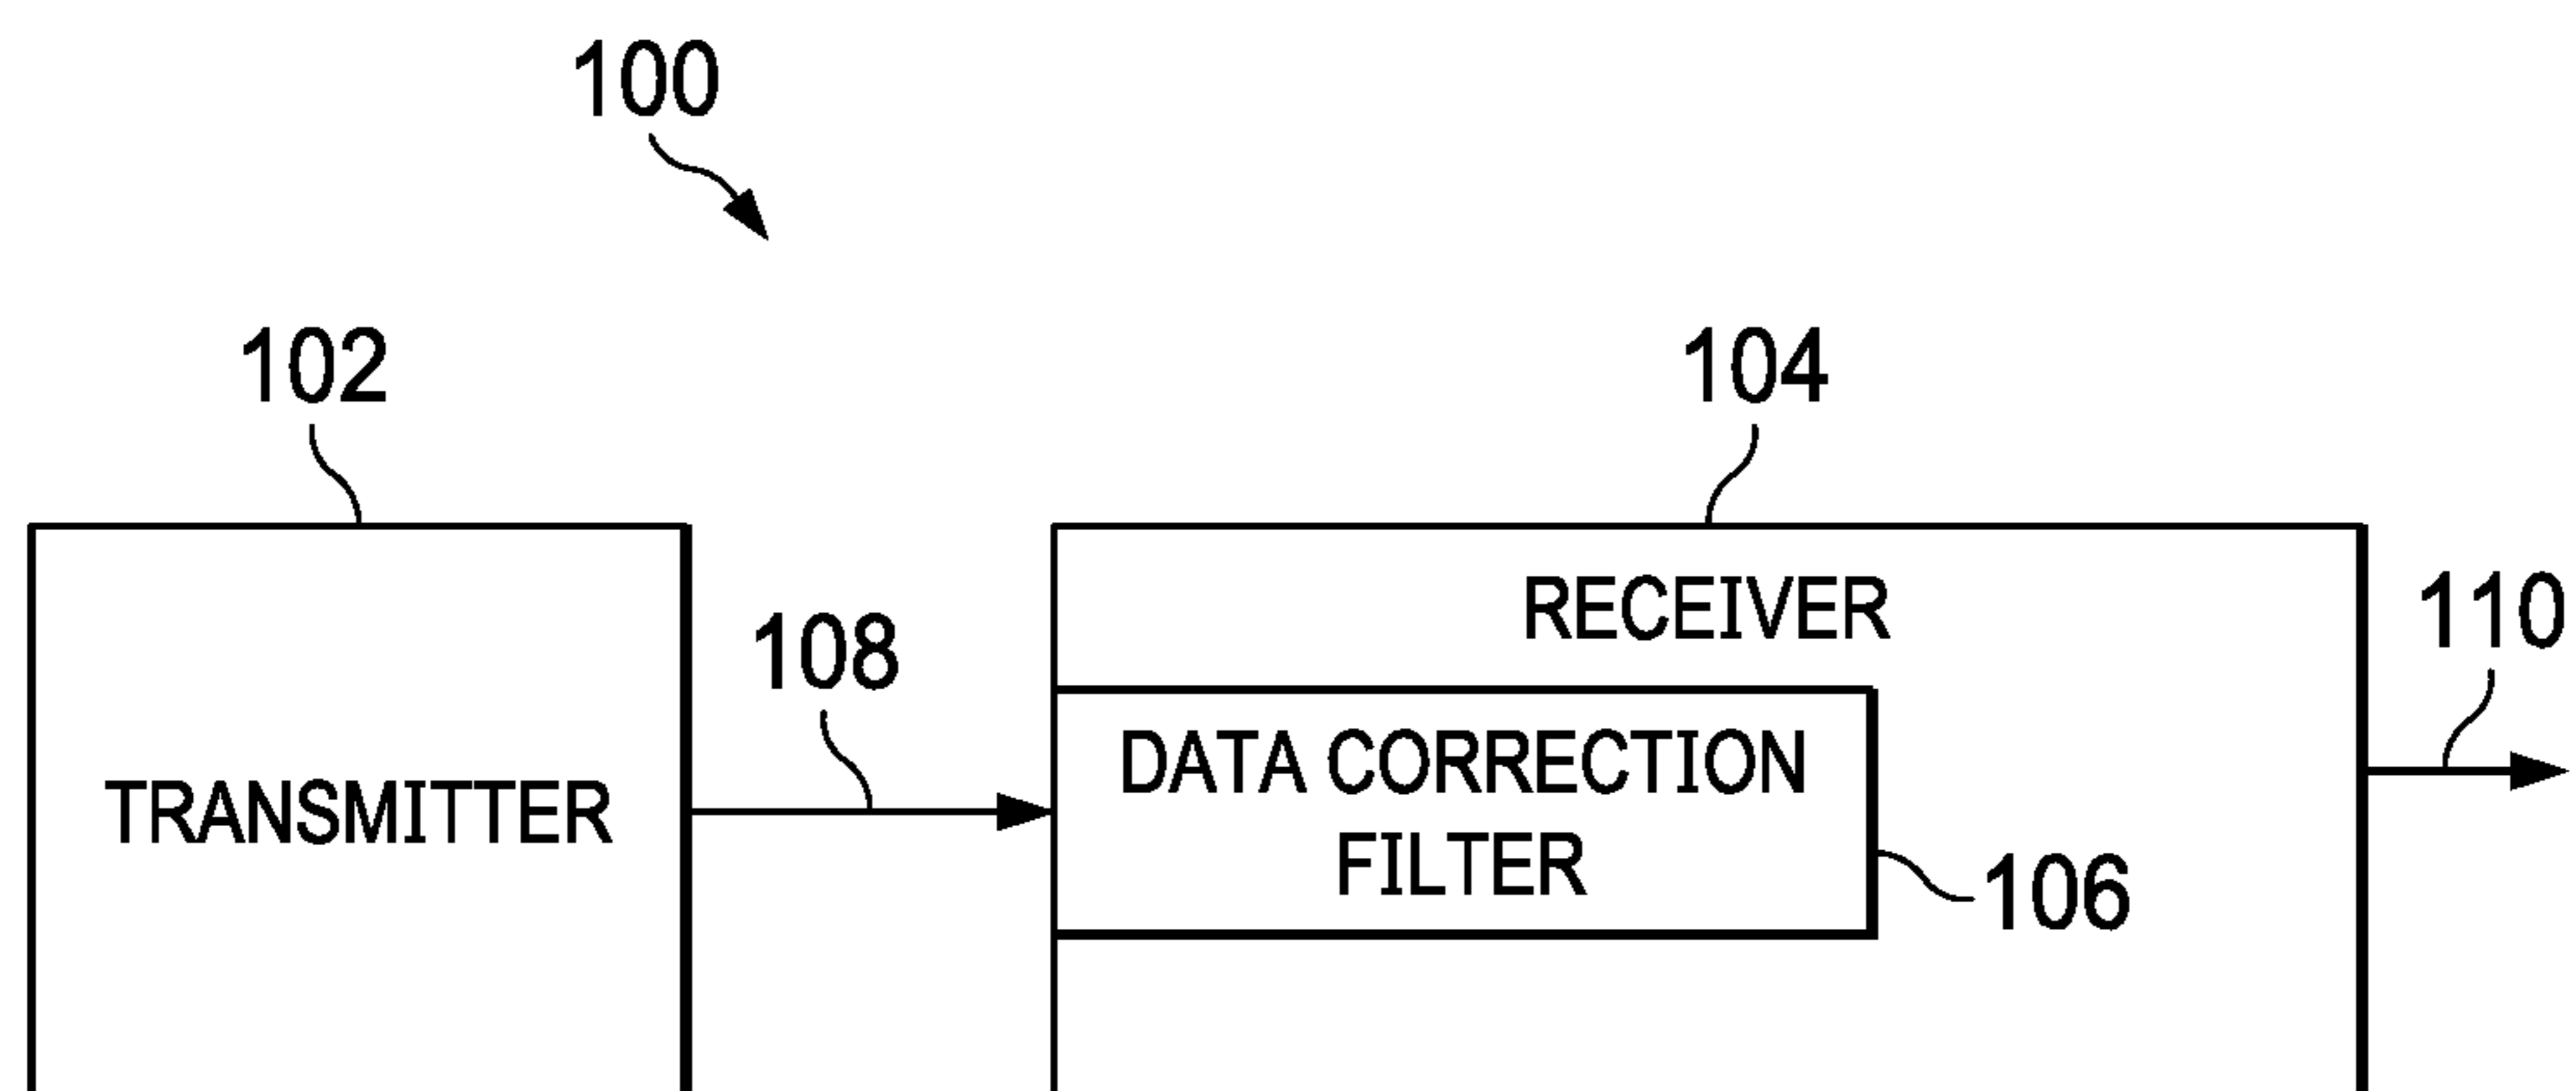 100
102
104
RECEIVER
110
108
DATA CORRECTION
FILTER
TRANSMITTER
106